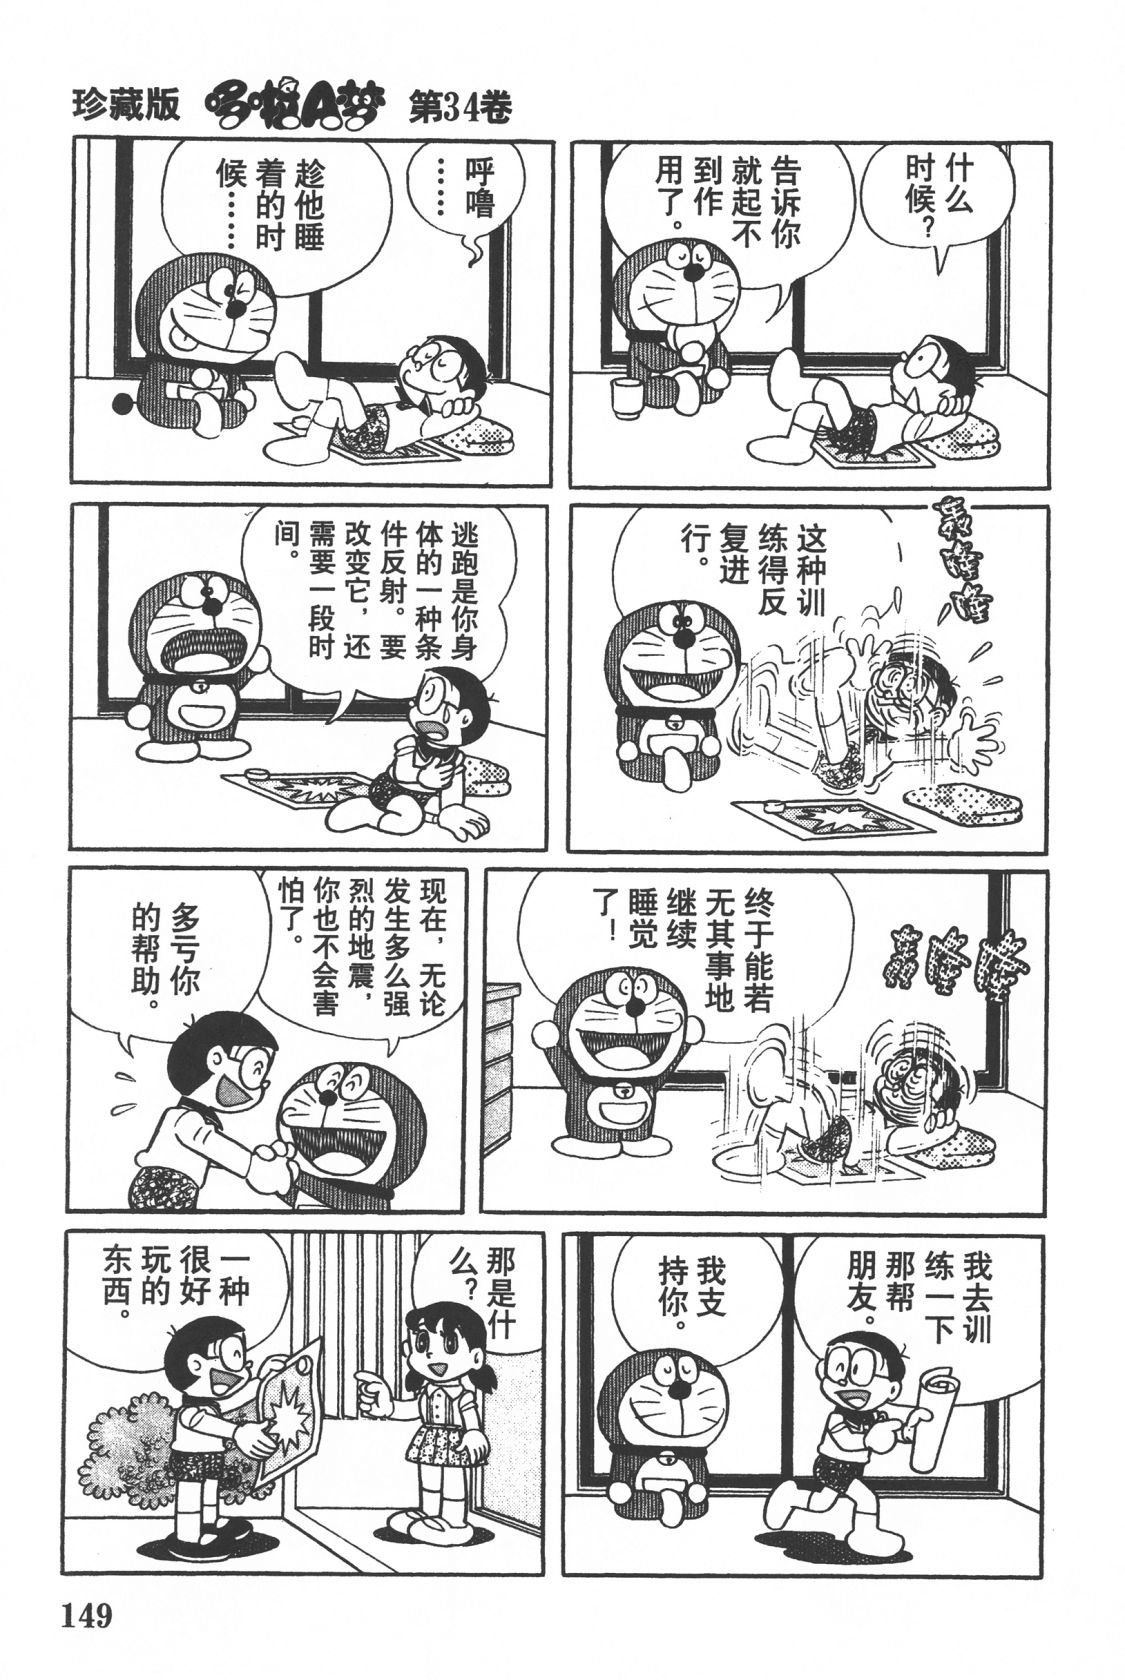 珍藏版 哆啦A梦 第34卷
什么
时候?
告诉你
就起不
到作
用了。
呼噜
……
趁他睡
着的时
候……
轰隆隆
这种训
练得反
复进
行。
逃跑是你身
体的一种条
件反射。要
改变它,还
需要一段时
间。
轰隆隆
终于能若
无其事地
继续
睡觉
了!
现在,无论
发生多么强
烈的地震,
你也不会害
怕了。
多亏你
的帮助。
我去训
练一下
那帮
朋友。
我支
持你。
那是什
么?
一种
很好
玩的
东西。
149